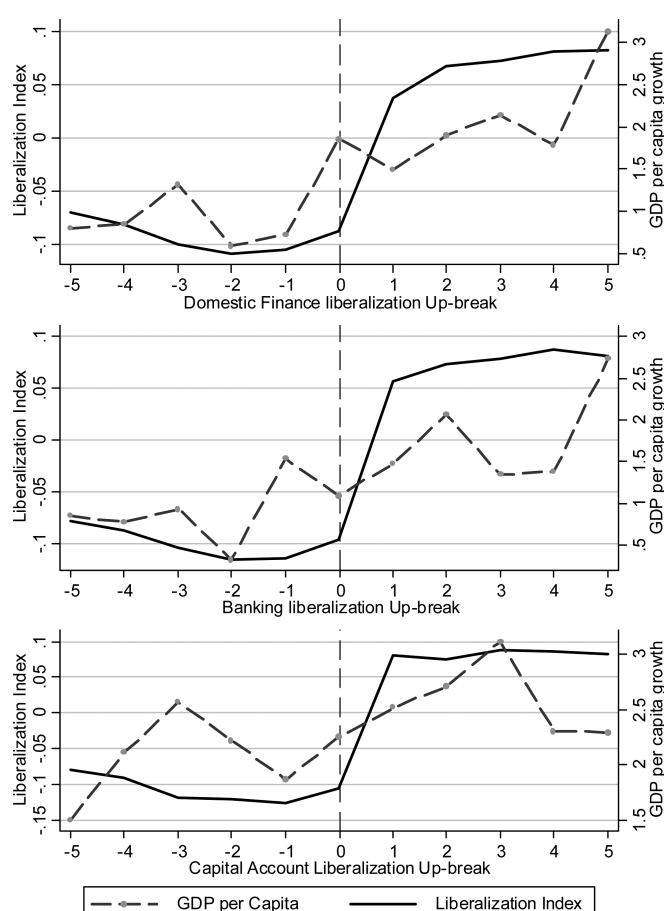 .1
.05
0
-.05
-.1
Liberalization Index
3
2.5
2
1.5
1
.5
GDP per capita growth
-5 -4 -3 -2 -1 0 1 2 3 4 5
Domestic Finance liberalization Up-break
.1
.05
0
-.05
-.1
Liberalization Index
3
2.5
2
1.5
1
.5
GDP per capita growth
-5 -4 -3 -2 -1 0 1 2 3 4 5
Banking liberalization Up-break
.1
.05
0
-.05
-.1
-.15
Liberalization Index
3
2.5
2
1.5
GDP per capita growth
-5 -4 -3 -2 -1 0 1 2 3 4 5
Capital Account Liberalization Up-break
GDP per Capita Liberalization Index